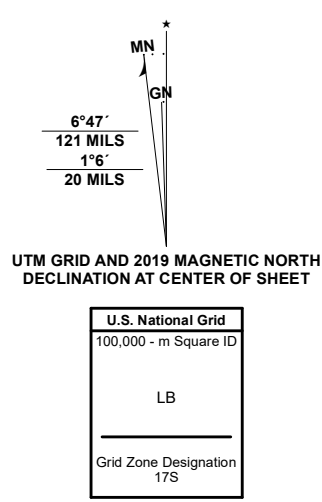 ★
MN
GN
6°47´
121 MILS
1°6´
20 MILS
UTM GRID AND 2019 MAGNETIC NORTH
DECLINATION AT CENTER OF SHEET
U.S. National Grid
100,000 - m Square ID
LB
Grid Zone Designation
17S